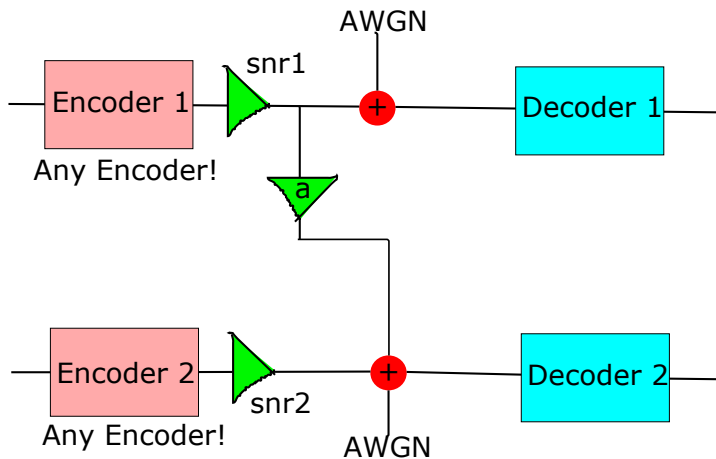 AWGN
snr1
Encoder 1
+
Decoder 1
Any Encoder!
a
Encoder 2
+
Decoder 2
snr2
Any Encoder!
AWGN